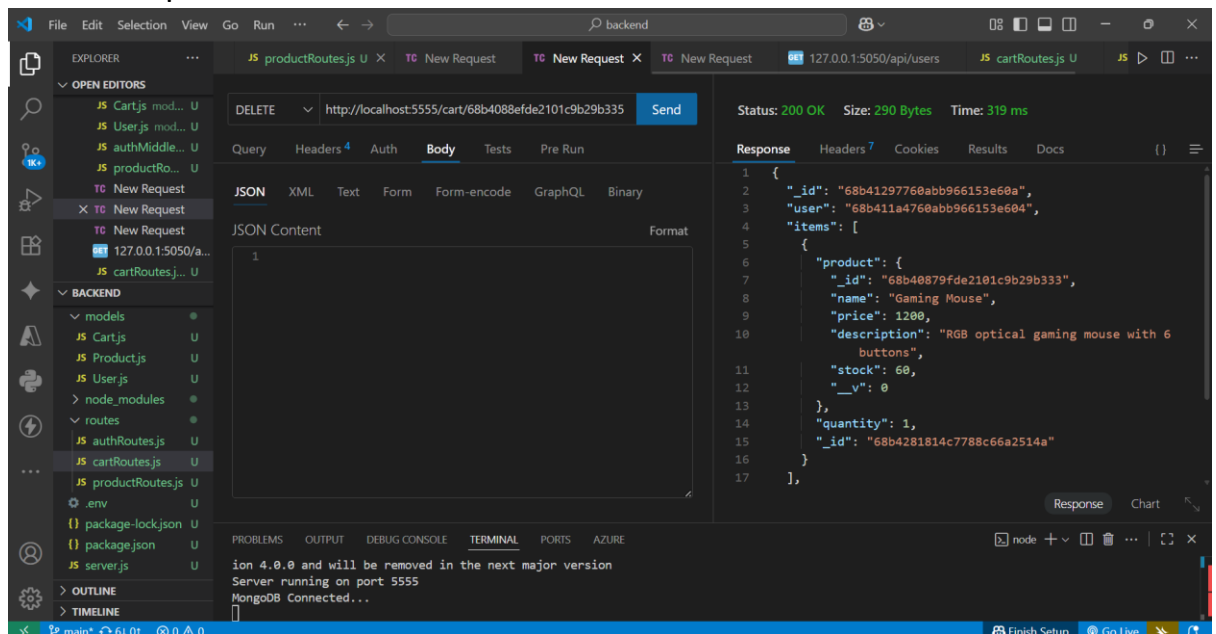 File Edit Selection View Go Run ... backend
EXPLORER ...
JS productRoutes.js U
TC New Request
TC New Request
TC New Request
GET 127.0.0.1:5050/api/users
JS cartRoutes.js U
JS
OPEN EDITORS
JS Cart.js mod... U
JS User.js mod... U
JS authMiddle... U
JS productRo... U
TC New Request
TC New Request
TC New Request
GET 127.0.0.1:5050/a...
JS cartRoutes.j... U
BACKEND
models
JS Cart.js U
JS Product.js U
JS User.js U
node_modules
routes
JS authRoutes.js U
JS cartRoutes.js U
JS productRoutes.js U
.env U
{} package-lock.json U
{} package.json U
JS server.js U
OUTLINE
TIMELINE
1K+
DELETE http://localhost:5555/cart/68b4088efde2101c9b29b335 Send
Query Headers 4 Auth Body Tests Pre Run
JSON XML Text Form Form-encode GraphQL Binary
JSON Content Format
1
Status: 200 OK Size: 290 Bytes Time: 319 ms
Response Headers 7 Cookies Results Docs {}
1 {
2 "_id": "68b41297760abb966153e60a",
3 "user": "68b411a4760abb966153e604",
4 "items": [
5 {
6 "product": {
7 "_id": "68b40879fde2101c9b29b333",
8 "name": "Gaming Mouse",
9 "price": 1200,
10 "description": "RGB optical gaming mouse with 6
buttons",
11 "stock": 60,
12 "__v": 0
13 },
14 "quantity": 1,
15 "_id": "68b4281814c7788c66a2514a"
16 }
17 ],
Response Chart
PROBLEMS OUTPUT DEBUG CONSOLE TERMINAL PORTS AZURE node
ion 4.0.0 and will be removed in the next major version
Server running on port 5555
MongoDB Connected...
main* 6↓ 0↑ 0 0 Finish Setup Go Live